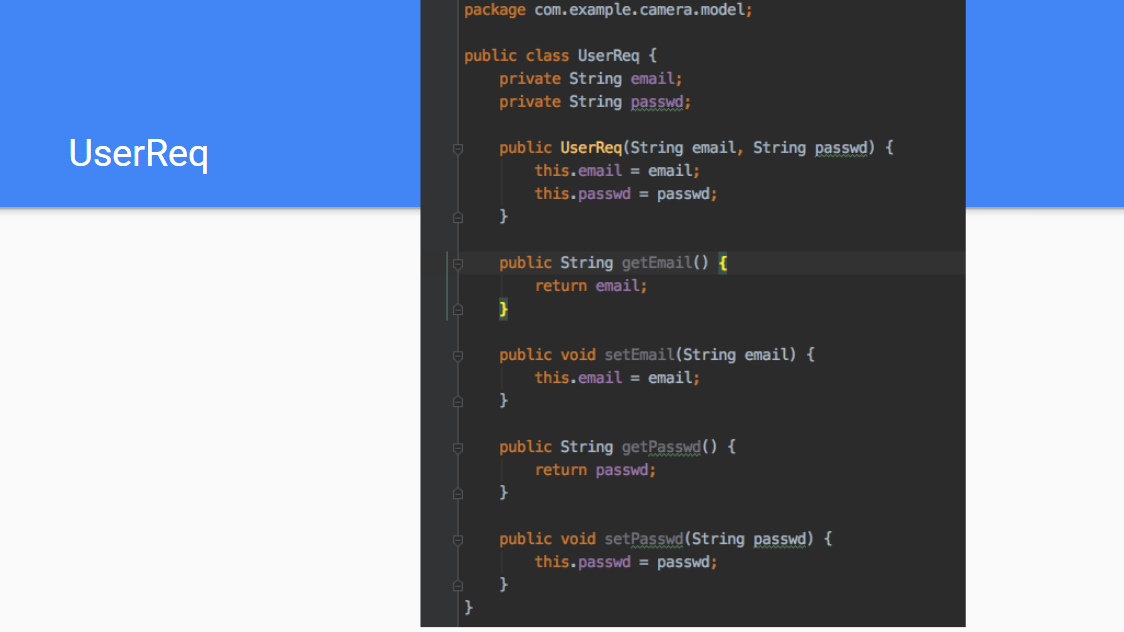 UserReq
package com.example.camera.model;
public class UserReq {
private String email;
private String passwd;
public UserReq(String email, String passwd) {
this.email = email;
this.passwd = passwd;
}
public String getEmail() {
return email;
}
public void setEmail(String email) {
this.email = email;
}
public String getPasswd() {
return passwd;
}
public void setPasswd(String passwd) {
this.passwd = passwd;
}
}